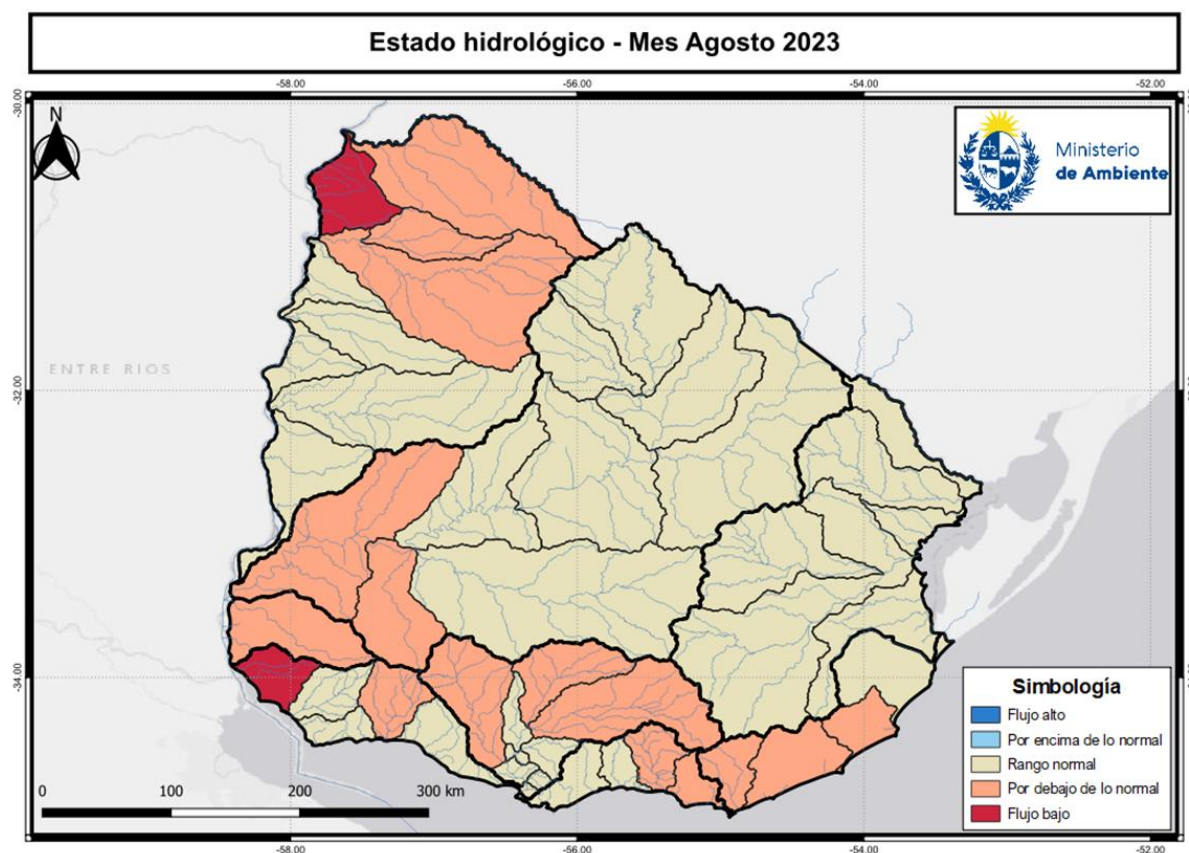 Estado hidrológico - Mes Agosto 2023
-58.00
-56.00
-54.00
-52.00
-30.00
N
Ministerio
de Ambiente
ENTRE RIOS
-32.00
-34.00
Simbología
Flujo alto
Por encima de lo normal
Rango normal
Por debajo de lo normal
Flujo bajo
0
100
200
300 km
-58.00
-56.00
-54.00
-52.00